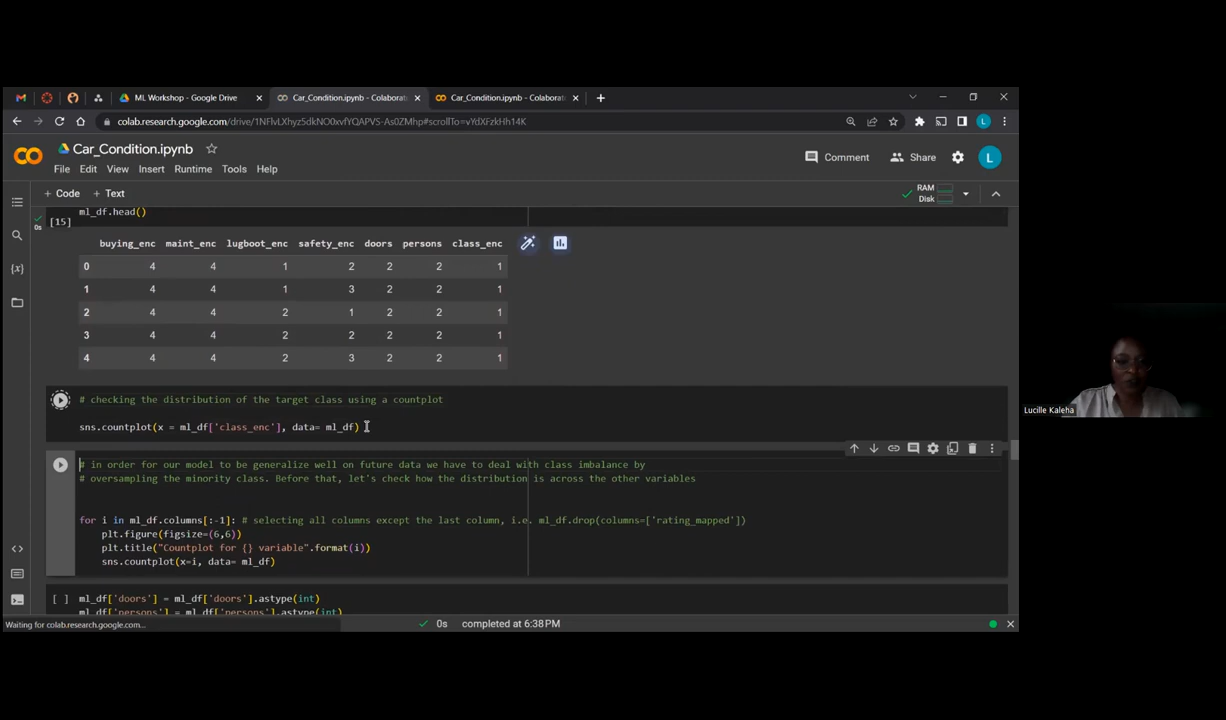 ML Workshop - Google Drive
Car_Condition.ipynb - Colaborat
Car_Condition.ipynb - Colaborat
colab.research.google.com/drive/1NFlvLXhyz5dkNO0xvfYQAPVS-As0ZMhp#scrollTo=vYdXFzkHh14K
L
Car_Condition.ipynb
File Edit View Insert Runtime Tools Help
Comment
Share
L
+ Code + Text
RAM
Disk
ml_df.head()
[15]
0s
buying_enc maint_enc lugboot_enc safety_enc doors persons class_enc
0 4 4 1 2 2 2 1
1 4 4 1 3 2 2 1
2 4 4 2 1 2 2 1
3 4 4 2 2 2 2 1
4 4 4 2 3 2 2 1
# checking the distribution of the target class using a countplot
sns.countplot(x = ml_df['class_enc'], data= ml_df)
# in order for our model to be generalize well on future data we have to deal with class imbalance by
# oversampling the minority class. Before that, let's check how the distribution is across the other variables
for i in ml_df.columns[:-1]: # selecting all columns except the last column, i.e. ml_df.drop(columns=['rating_mapped'])
plt.figure(figsize=(6,6))
plt.title("Countplot for {} variable".format(i))
sns.countplot(x=i, data= ml_df)
[ ] ml_df['doors'] = ml_df['doors'].astype(int)
ml_df['persons'] = ml_df['persons'].astype(int)
Waiting for colab.research.google.com...
0s completed at 6:38 PM
Lucille Kaleha